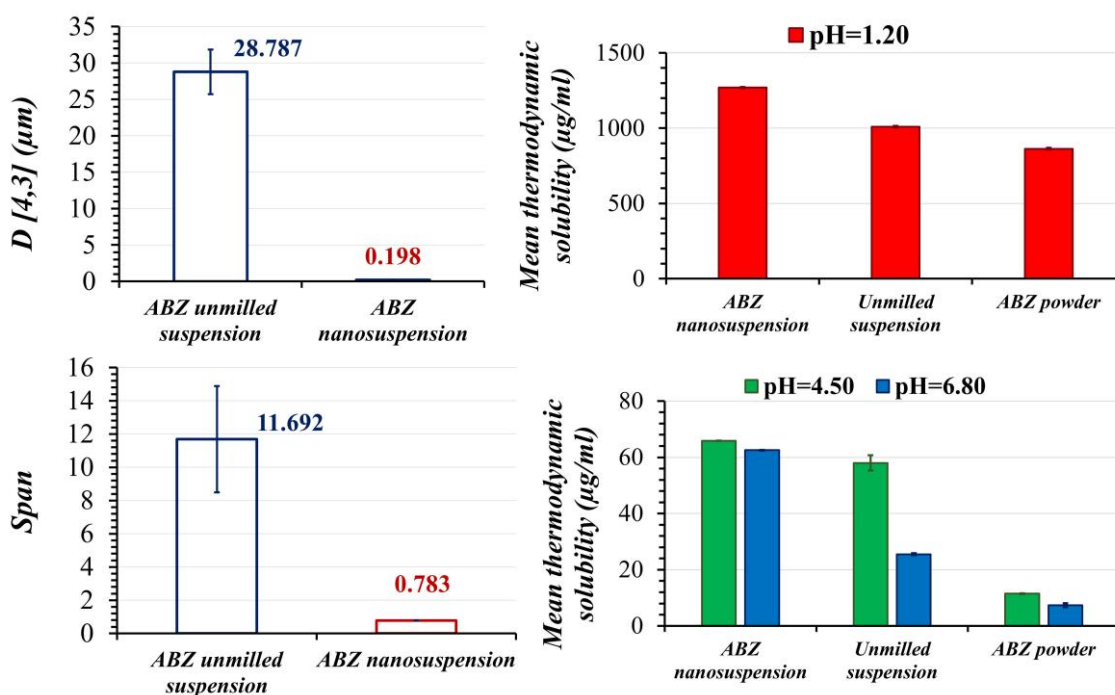 D [4,3] (µm)
35
30
25
20
15
10
5
0
28.787
0.198
ABZ unmilled
suspension
ABZ
nanosuspension
pH=1.20
Mean thermodynamic
solubility (µg/ml)
1500
1000
500
0
ABZ
nanosuspension
Unmilled
suspension
ABZ powder
Span
16
14
12
10
8
6
4
2
0
11.692
0.783
ABZ unmilled
suspension
ABZ nanosuspension
pH=4.50
pH=6.80
Mean thermodynamic
solubility (µg/ml)
80
60
40
20
0
ABZ
nanosuspension
Unmilled
suspension
ABZ powder